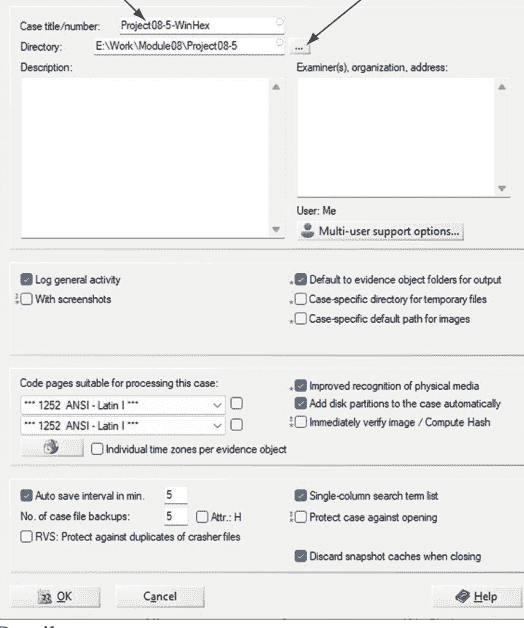 Case title/number: Project08-5-WinHex
Directory: E:\Work\Module08\Project08-5 ...
Description: Examiner(s), organization, address:
User: Me
Multi-user support options...
Log general activity
Default to evidence object folders for output
With screenshots
Case-specific directory for temporary files
Case-specific default path for images
Code pages suitable for processing this case:
Improved recognition of physical media
*** 1252 ANSI - Latin I ***
Add disk partitions to the case automatically
*** 1252 ANSI - Latin I ***
Immediately verify image / Compute Hash
Individual time zones per evidence object
Auto save interval in min. 5
Single-column search term list
No. of case file backups: 5 Attr.: H
Protect case against opening
RVS: Protect against duplicates of crasher files
Discard snapshot caches when closing
OK Cancel Help